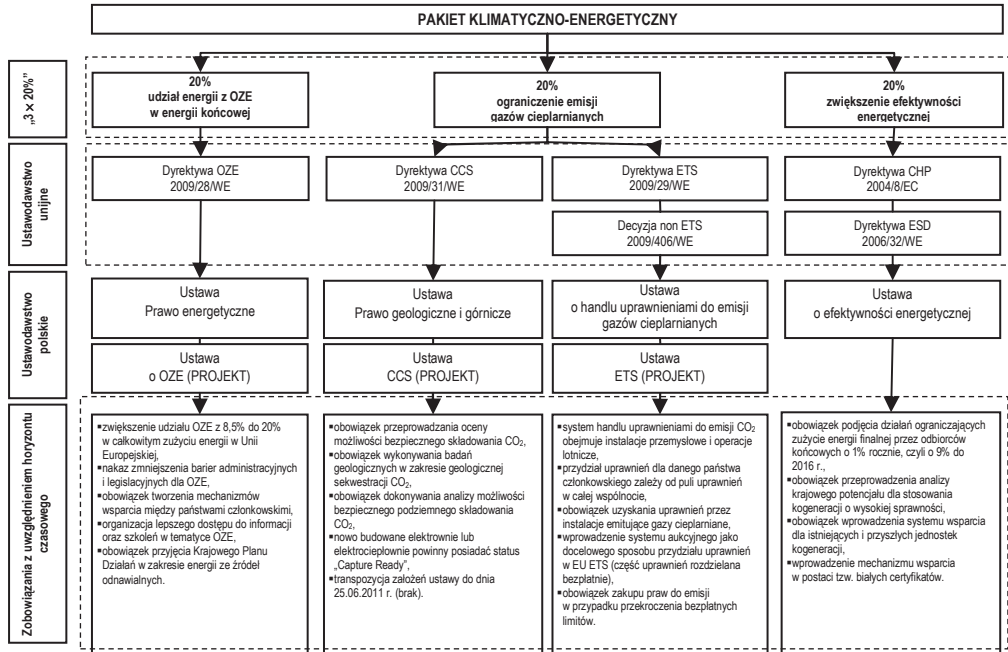 PAKIET KLIMATYCZNO-ENERGETYCZNY
„3 × 20%”
20%
udział energii z OZE
w energii końcowej
20%
ograniczenie emisji
gazów cieplarnianych
20%
zwiększenie efektywności
energetycznej
Ustawodawstwo
unijne
Dyrektywa OZE
2009/28/WE
Dyrektywa CCS
2009/31/WE
Dyrektywa ETS
2009/29/WE
Decyzja non ETS
2009/406/WE
Dyrektywa CHP
2004/8/EC
Dyrektywa ESD
2006/32/WE
Ustawodawstwo
polskie
Ustawa
Prawo energetyczne
Ustawa
o OZE (PROJEKT)
Ustawa
Prawo geologiczne i górnicze
Ustawa
CCS (PROJEKT)
Ustawa
o handlu uprawnieniami do emisji
gazów cieplarnianych
Ustawa
ETS (PROJEKT)
Ustawa
o efektywności energetycznej
Zobowiązania z uwzględnieniem horyzontu
czasowego
▪zwiększenie udziału OZE z 8,5% do 20%
w całkowitym zużyciu energii w Unii
Europejskiej,
▪nakaz zmniejszenia barier administracyjnych
i legislacyjnych dla OZE,
▪obowiązek tworzenia mechanizmów
wsparcia między państwami członkowskimi,
▪organizacja lepszego dostępu do informacji
oraz szkoleń w tematyce OZE,
▪obowiązek przyjęcia Krajowego Planu
Działań w zakresie energii ze źródeł
odnawialnych.
▪obowiązek przeprowadzania oceny
możliwości bezpiecznego składowania CO₂,
▪obowiązek wykonywania badań
geologicznych w zakresie geologicznej
sekwestracji CO₂,
▪obowiązek dokonywania analizy możliwości
bezpiecznego podziemnego składowania
CO₂,
▪nowo budowane elektrownie lub
elektrociepłownie powinny posiadać status
„Capture Ready”,
▪transpozycja założeń ustawy do dnia
25.06.2011 r. (brak).
▪system handlu uprawnieniami do emisji CO₂
obejmuje instalacje przemysłowe i operacje
lotnicze,
▪przydział uprawnień dla danego państwa
członkowskiego zależy od puli uprawnień
w całej wspólnocie,
▪obowiązek uzyskania uprawnień przez
instalacje emitujące gazy cieplarniane,
▪wprowadzenie systemu aukcyjnego jako
docelowego sposobu przydziału uprawnień
w EU ETS (część uprawnień rozdzielana
bezpłatnie),
▪obowiązek zakupu praw do emisji
w przypadku przekroczenia bezpłatnych
limitów.
▪obowiązek podjęcia działań ograniczających
zużycie energii finalnej przez odbiorców
końcowych o 1% rocznie, czyli o 9% do
2016 r.,
▪obowiązek przeprowadzenia analizy
krajowego potencjału dla stosowania
kogeneracji o wysokiej sprawności,
▪obowiązek wprowadzenia systemu wsparcia
dla istniejących i przyszłych jednostek
kogeneracji,
▪wprowadzenie mechanizmu wsparcia
w postaci tzw. białych certyfikatów.